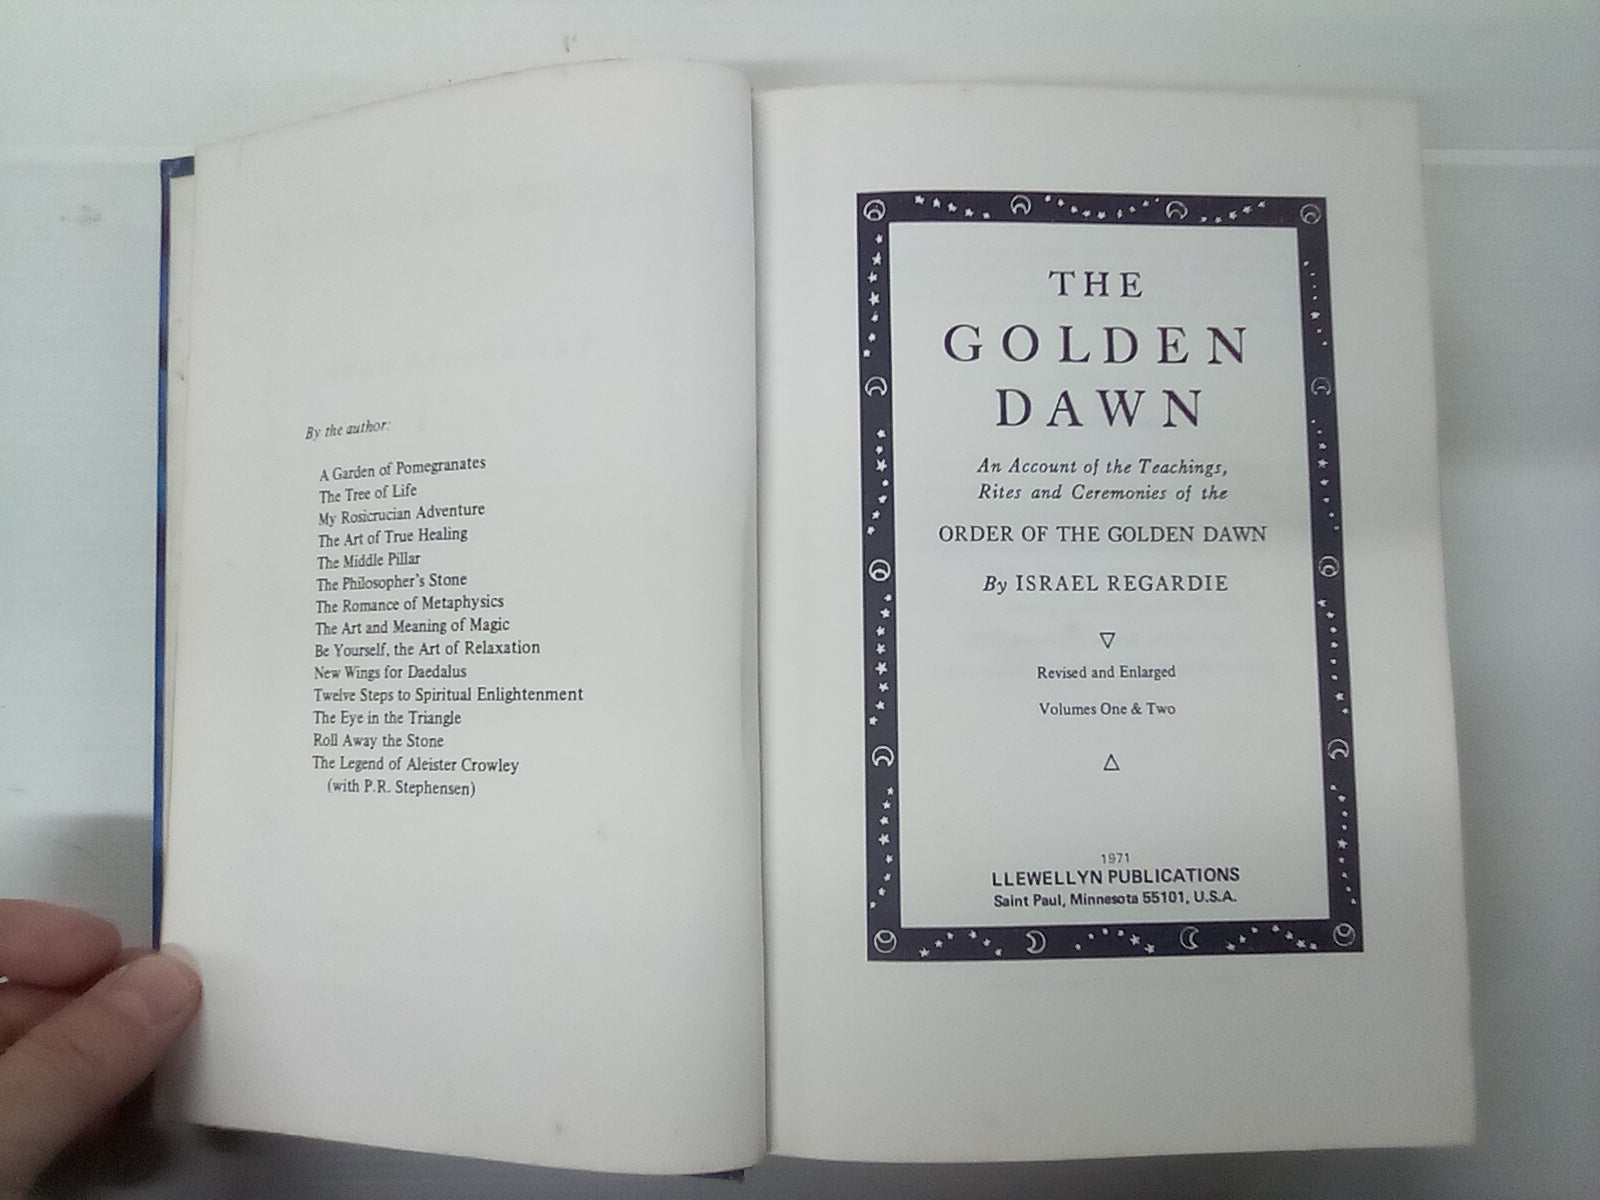 By the author:
A Garden of Pomegranates
The Tree of Life
My Rosicrucian Adventure
The Art of True Healing
The Middle Pillar
The Philosopher's Stone
The Romance of Metaphysics
The Art and Meaning of Magic
Be Yourself, the Art of Relaxation
New Wings for Daedalus
Twelve Steps to Spiritual Enlightenment
The Eye in the Triangle
Roll Away the Stone
The Legend of Aleister Crowley
(with P.R. Stephensen)
THE
GOLDEN
DAWN
An Account of the Teachings,
Rites and Ceremonies of the
ORDER OF THE GOLDEN DAWN
By ISRAEL REGARDIE
Revised and Enlarged
Volumes One & Two
1971
LLEWELLYN PUBLICATIONS
Saint Paul, Minnesota 55101, U.S.A.